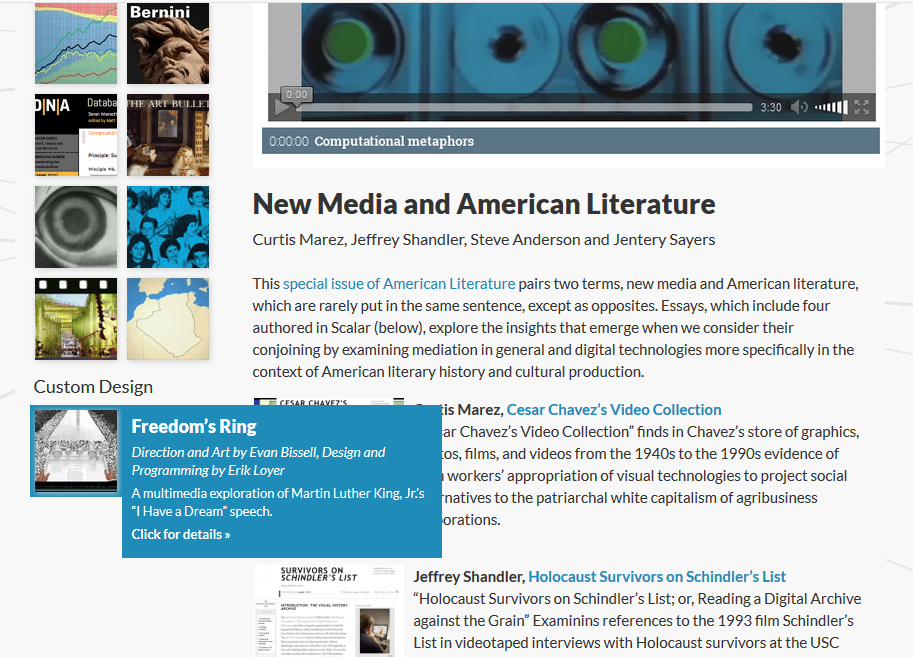 Bernini
D|N|A
Databa
THE ART BULLET
Principle: Su
Principle #6:
Custom Design
Freedom's Ring
Direction and Art by Evan Bissell, Design and
Programming by Erik Loyer
A multimedia exploration of Martin Luther King, Jr.'s
"I Have a Dream" speech.
Click for details »
0:00
3:30
0:00:00 Computational metaphors
New Media and American Literature
Curtis Marez, Jeffrey Shandler, Steve Anderson and Jentery Sayers
This special issue of American Literature pairs two terms, new media and American literature,
which are rarely put in the same sentence, except as opposites. Essays, which include four
authored in Scalar (below), explore the insights that emerge when we consider their
conjoining by examining mediation in general and digital technologies more specifically in the
context of American literary history and cultural production.
CESAR CHAVEZ'S
tis Marez, Cesar Chavez's Video Collection
ar Chavez's Video Collection" finds in Chavez's store of graphics,
tos, films, and videos from the 1940s to the 1990s evidence of
workers' appropriation of visual technologies to project social
rnatives to the patriarchal white capitalism of agribusiness
orations.
SURVIVORS ON
SCHINDLER'S LIST
INTRODUCTION: THE VISUAL HISTORY
ARCHIVE
Jeffrey Shandler, Holocaust Survivors on Schindler's List
"Holocaust Survivors on Schindler's List; or, Reading a Digital Archive
against the Grain" Examinins references to the 1993 film Schindler's
List in videotaped interviews with Holocaust survivors at the USC